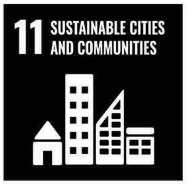 11 SUSTAINABLE CITIES
AND COMMUNITIES